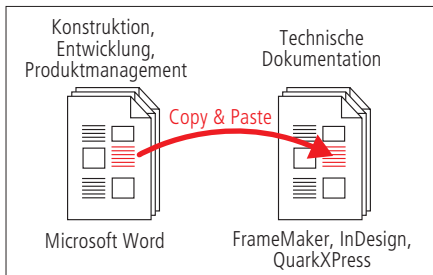 Konstruktion,
Entwicklung,
Produktmanagement
Technische
Dokumentation
Copy & Paste
Microsoft Word
FrameMaker, InDesign,
QuarkXPress